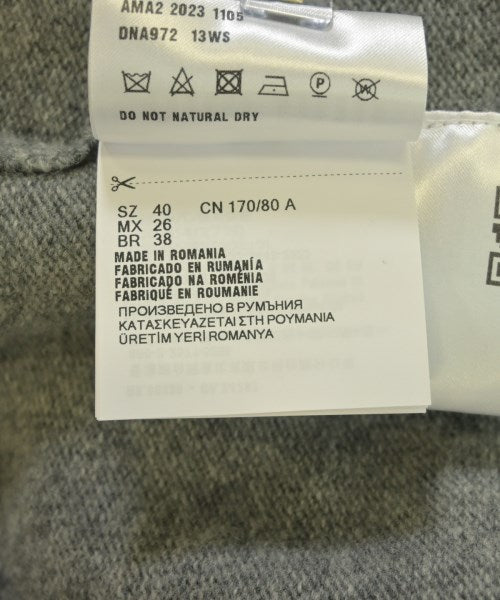 AMA2 2023 1105
DNA972 13WS
P
W
DO NOT NATURAL DRY
SZ 40 CN 170/80 A
MX 26
BR 38
MADE IN ROMANIA
FABRICADO EN RUMANÍA
FABRICADO NA ROMÉNIA
FABRIQUÉ EN ROUMANIE
ПРОИЗВЕДЕНО В РУМЪНИЯ
ΚΑΤΑΣΚΕΥΑΖΕΤΑΙ ΣΤΗ ΡΟΥΜΑΝΙΑ
ÜRETİM YERİ ROMANYA